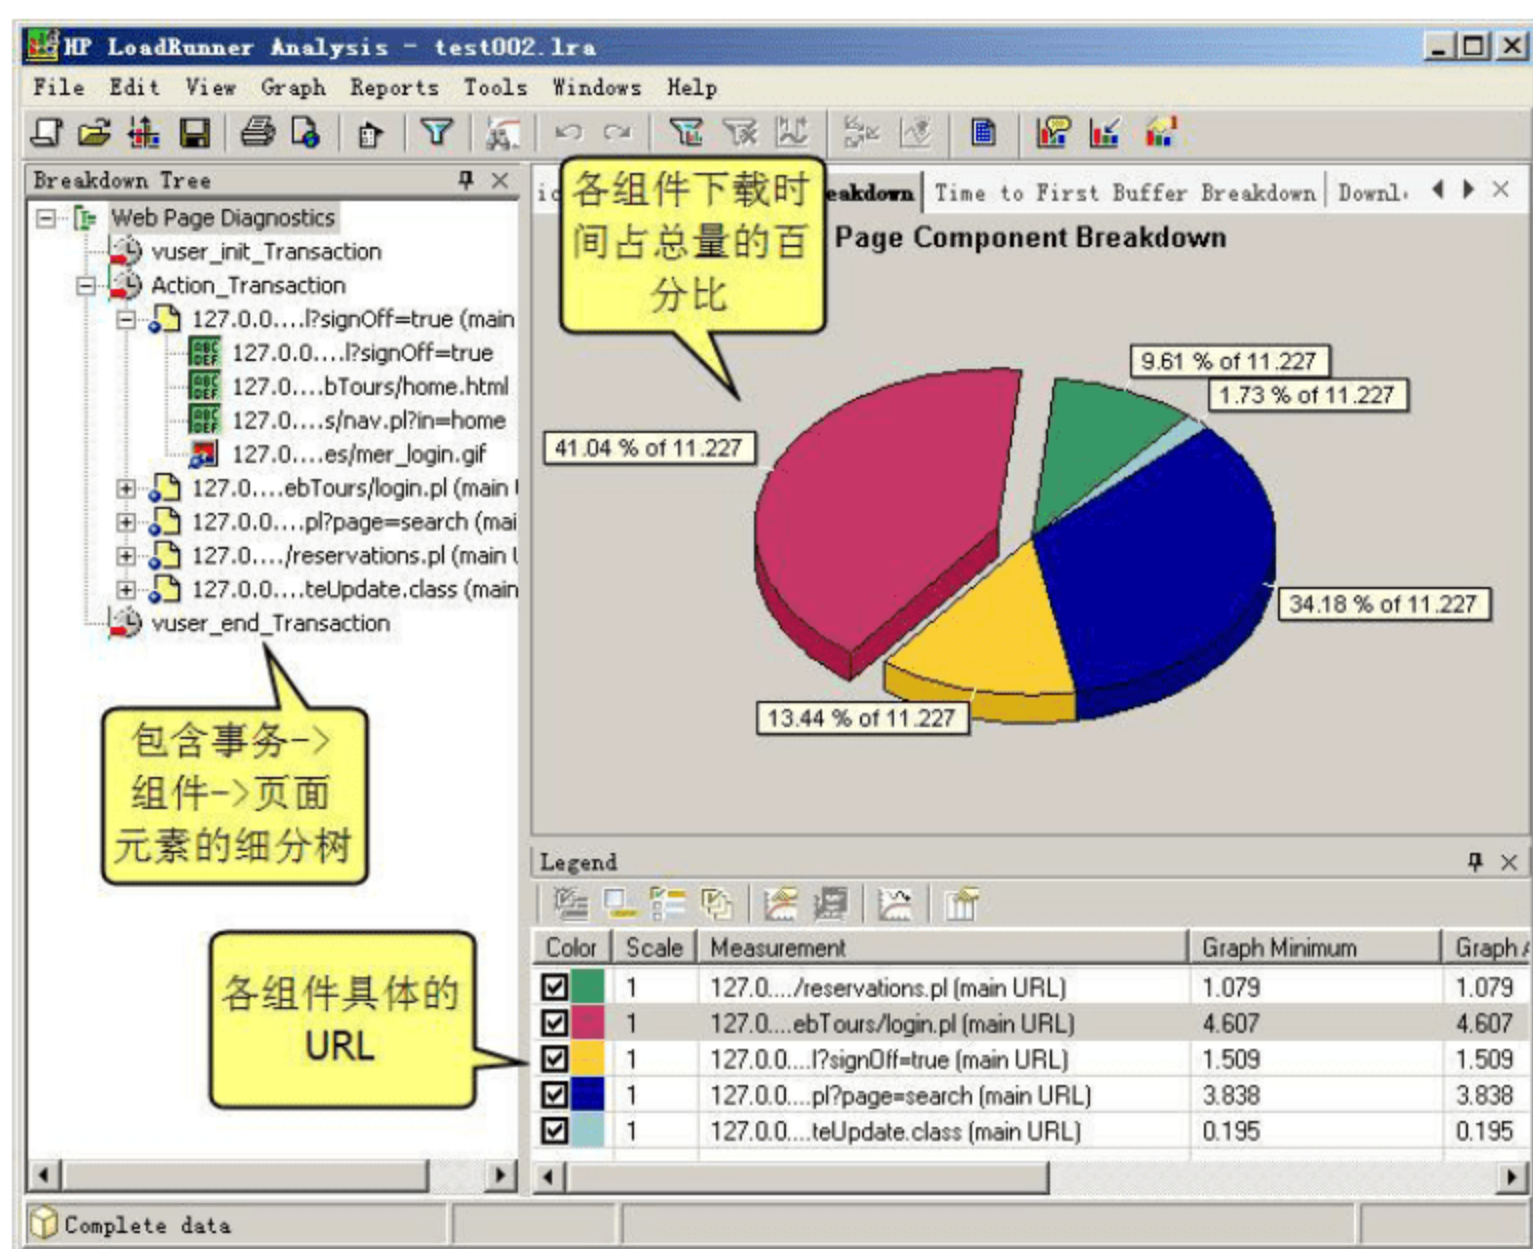 HP LoadRunner Analysis - test002.lra
File Edit View Graph Reports Tools Windows Help
Breakdown Tree
Web Page Diagnostics
vuser_init_Transaction
Action_Transaction
127.0.0....l?signOff=true (main
127.0.0....l?signOff=true
127.0....bTours/home.html
127.0....s/nav.pl?in=home
127.0....es/mer_login.gif
127.0....ebTours/login.pl (main
127.0.0....pl?page=search (mai
127.0..../reservations.pl (main
127.0.0....teUpdate.class (main
vuser_end_Transaction
包含事务->
组件->页面
元素的细分树
各组件具体的
URL
各组件下载时
间占总量的百
分比
eakdown Time to First Buffer Breakdown Downl
Page Component Breakdown
9.61 % of 11.227
1.73 % of 11.227
41.04 % of 11.227
34.18 % of 11.227
13.44 % of 11.227
Legend
Color Scale Measurement Graph Minimum Graph
1 127.0..../reservations.pl (main URL) 1.079 1.079
1 127.0....ebTours/login.pl (main URL) 4.607 4.607
1 127.0.0....l?signOff=true (main URL) 1.509 1.509
1 127.0.0....pl?page=search (main URL) 3.838 3.838
1 127.0.0....teUpdate.class (main URL) 0.195 0.195
Complete data